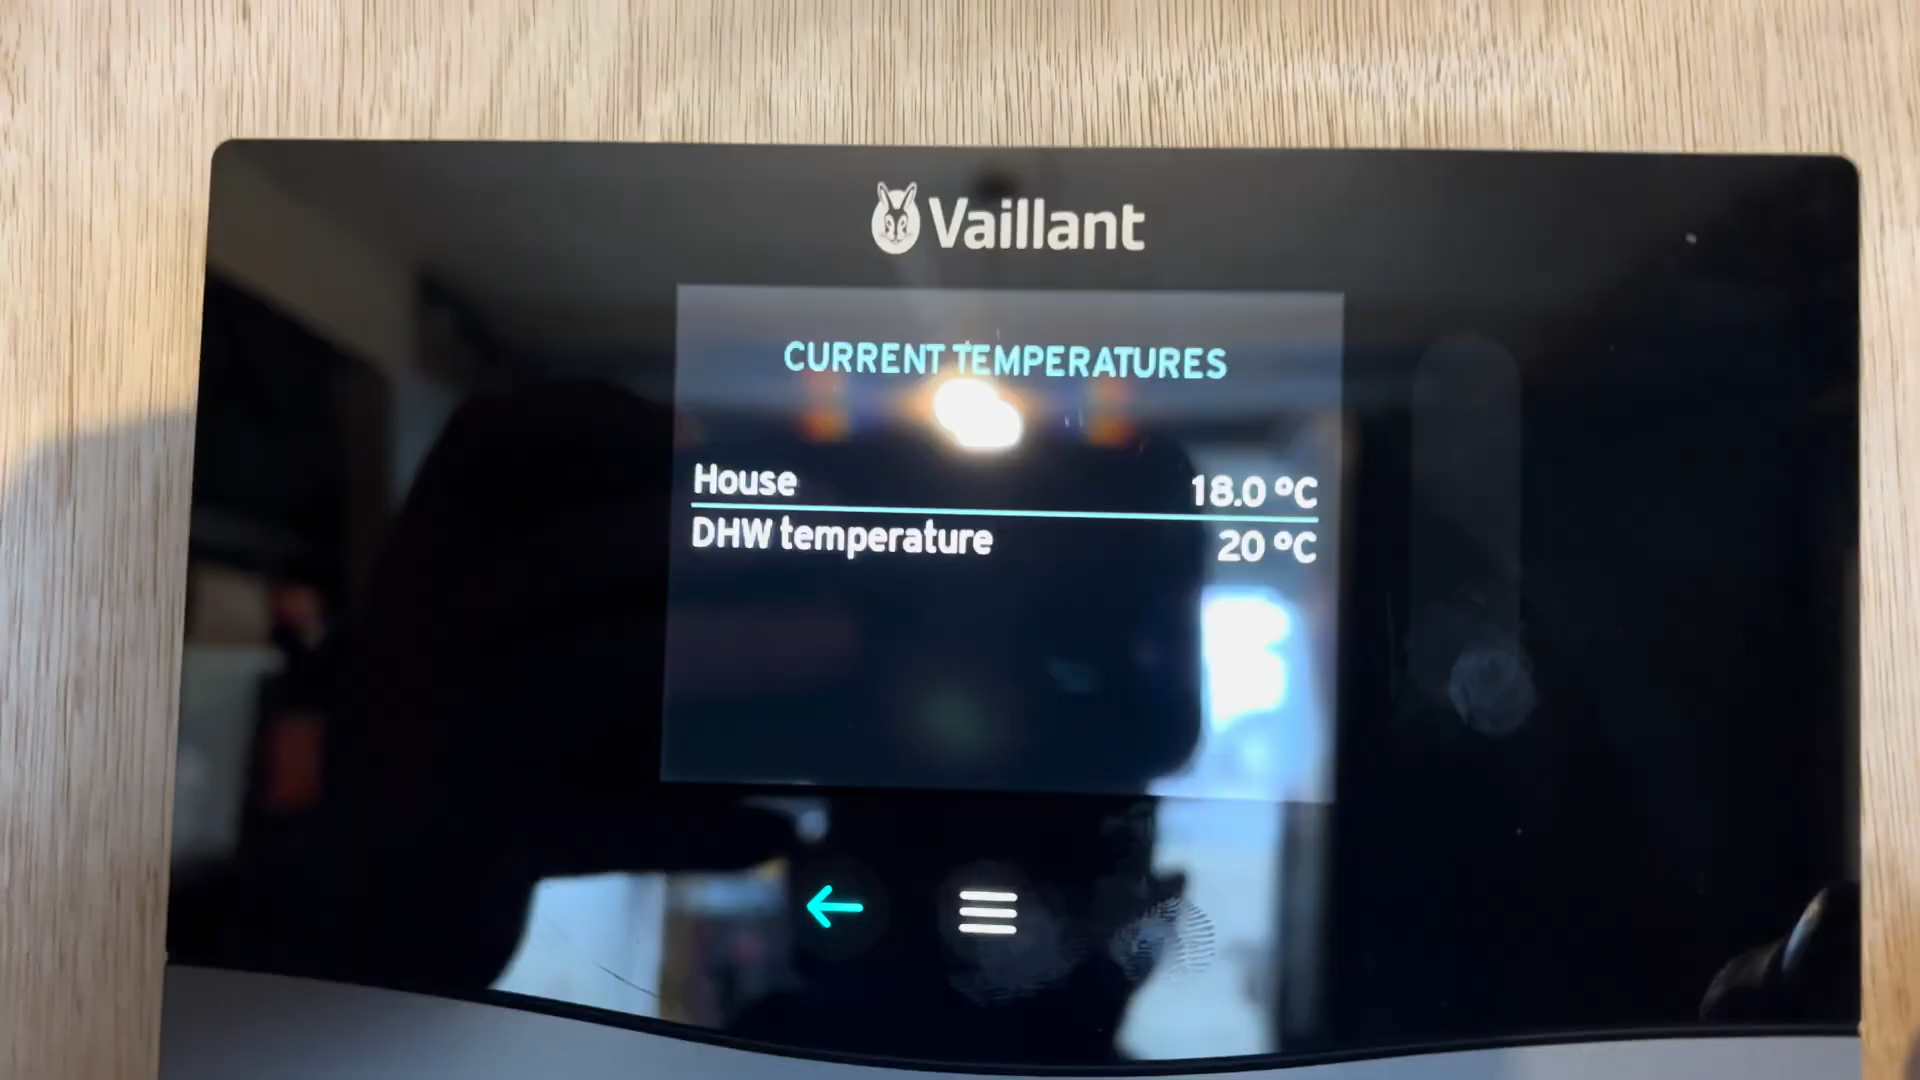 Vaillant
CURRENT TEMPERATURES
House 18.0 °C
DHW temperature 20 °C